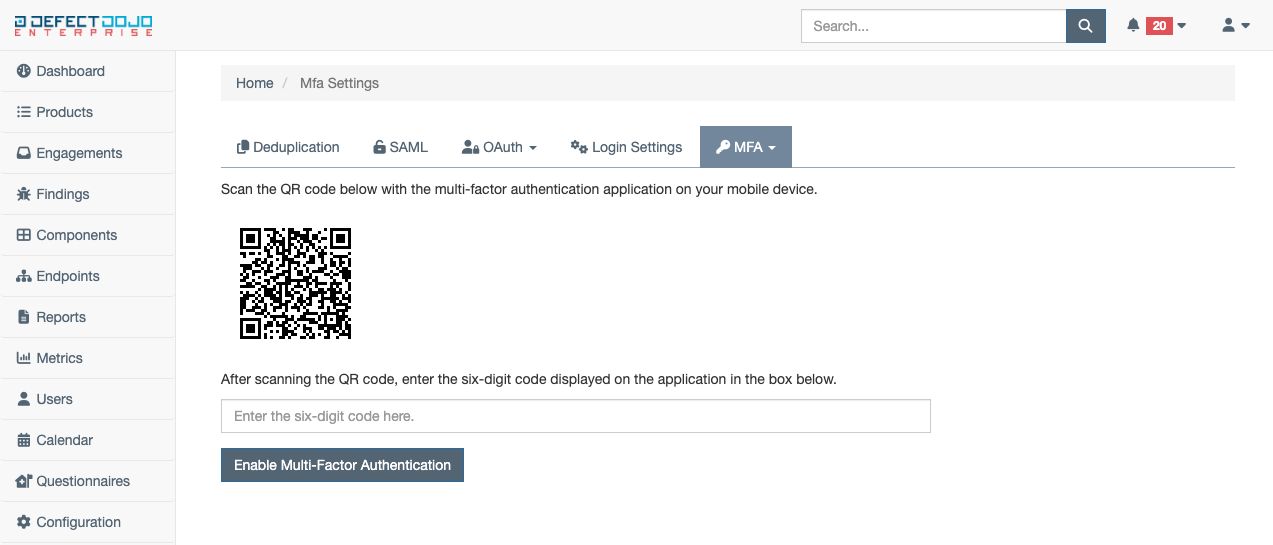 DEFECTDOJO
ENTERPRISE
Search...
20
Dashboard
Products
Engagements
Findings
Components
Endpoints
Reports
Metrics
Users
Calendar
Questionnaires
Configuration
Home / Mfa Settings
Deduplication SAML OAuth Login Settings MFA
Scan the QR code below with the multi-factor authentication application on your mobile device.
After scanning the QR code, enter the six-digit code displayed on the application in the box below.
Enter the six-digit code here.
Enable Multi-Factor Authentication